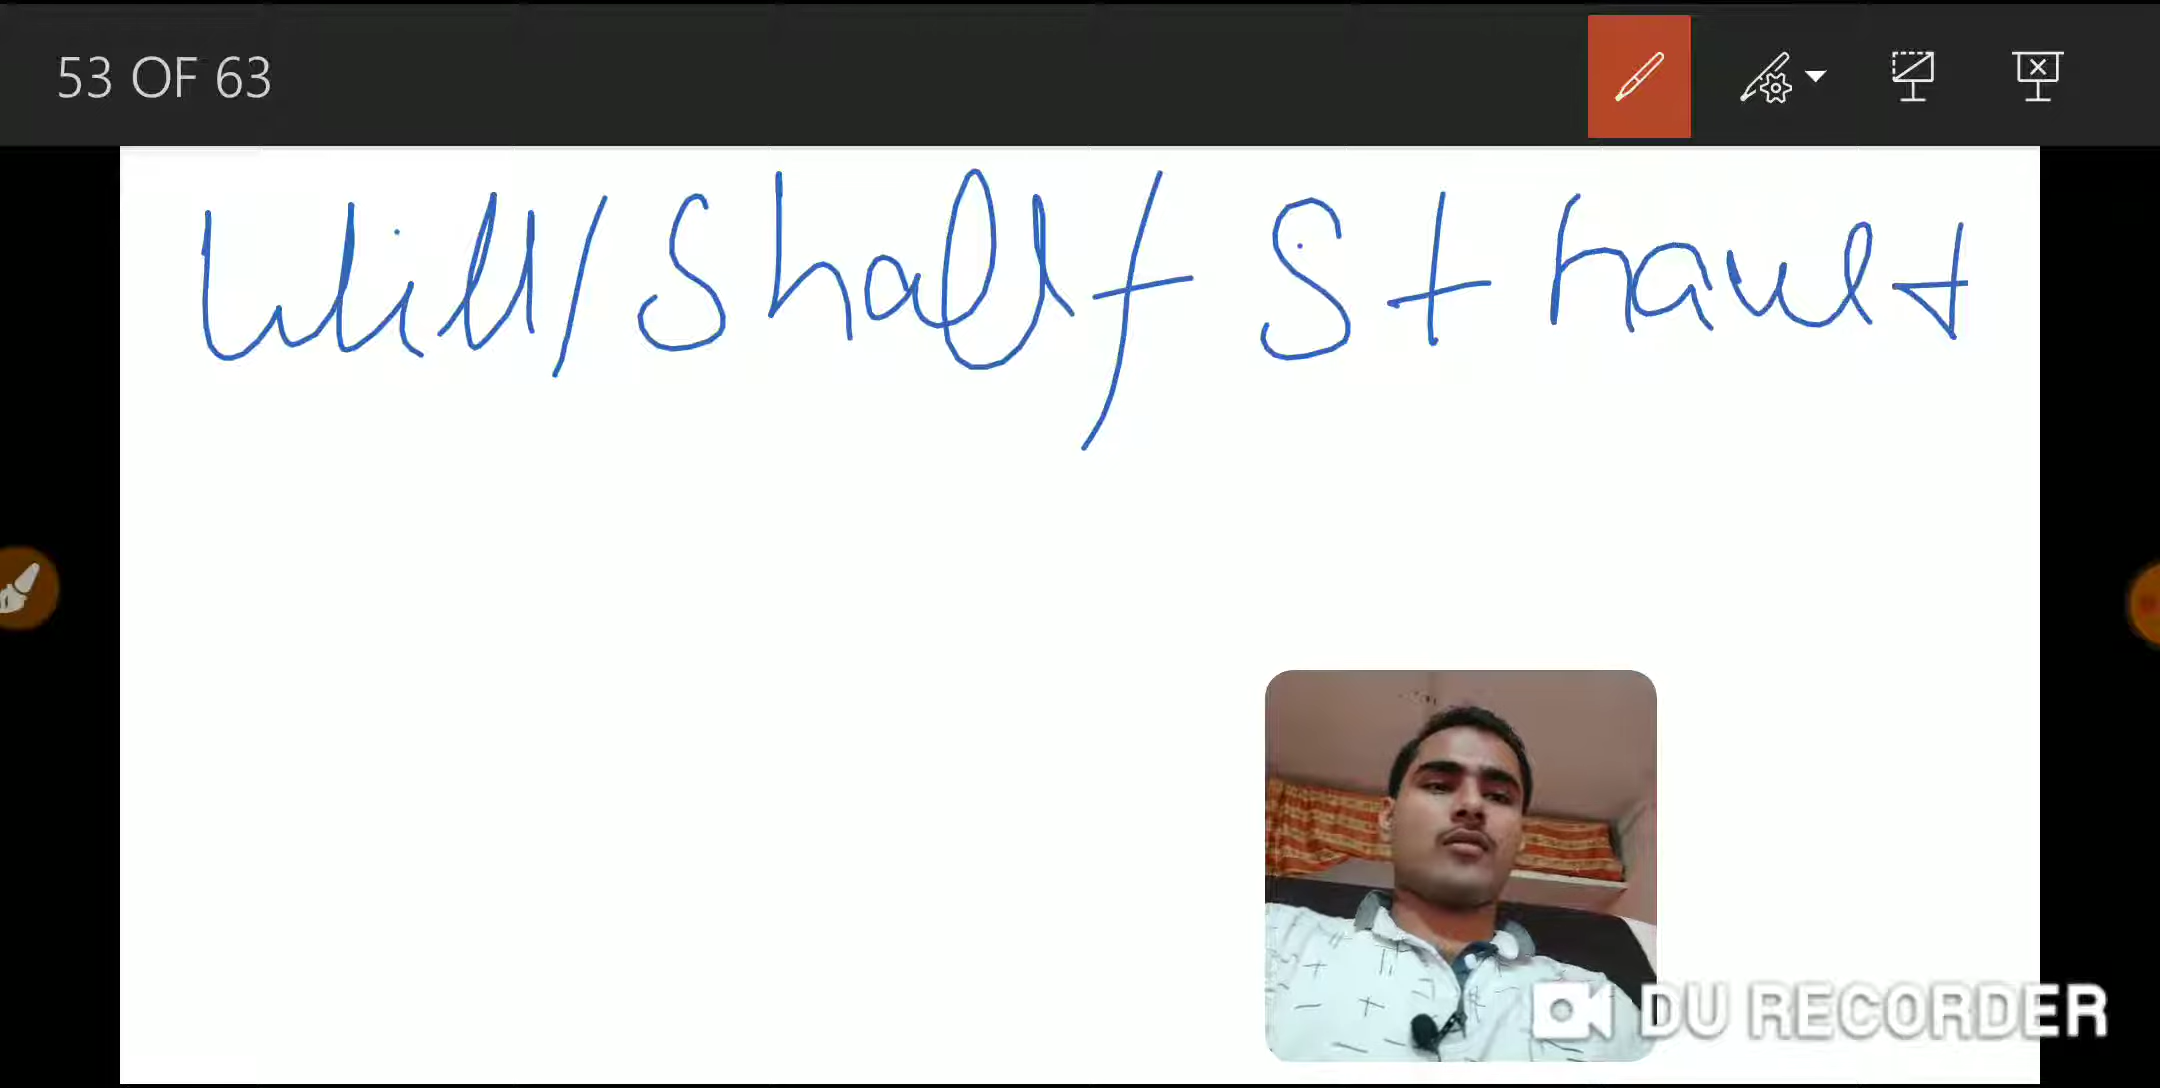 53 OF 63
Will/Shall + S + have +
DU RECORDER